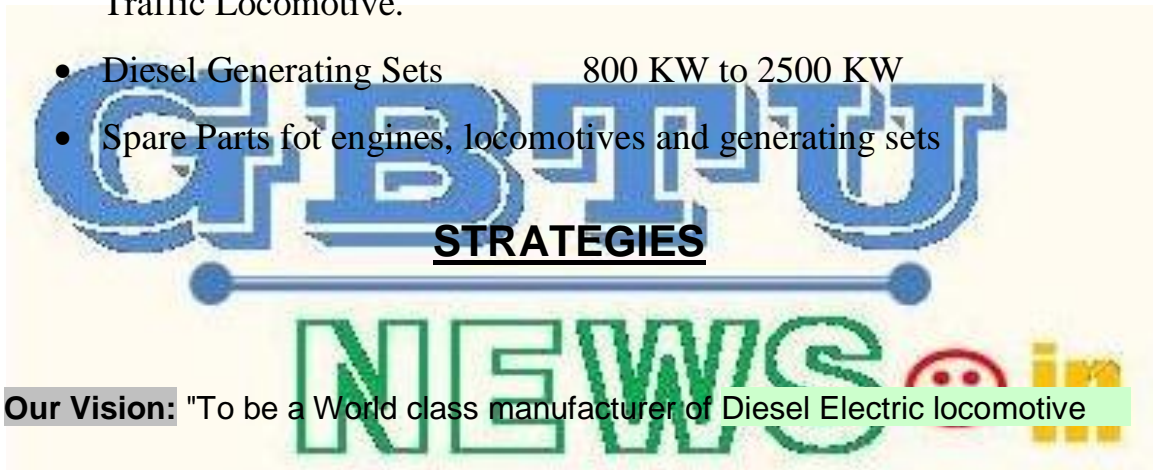 Traffic Locomotive.
• Diesel Generating Sets 800 KW to 2500 KW
• Spare Parts fot engines, locomotives and generating sets
GBTU
STRATEGIES
NEWS.in
Our Vision: "To be a World class manufacturer of Diesel Electric locomotive